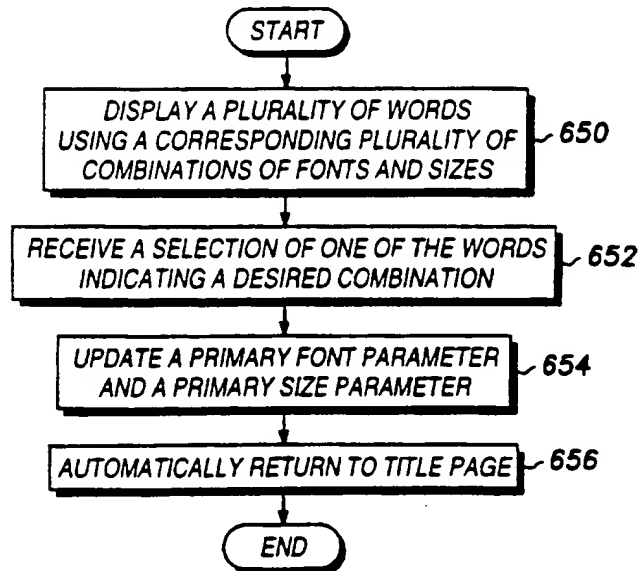 START
DISPLAY A PLURALITY OF WORDS
USING A CORRESPONDING PLURALITY OF
COMBINATIONS OF FONTS AND SIZES
650
RECEIVE A SELECTION OF ONE OF THE WORDS
INDICATING A DESIRED COMBINATION
652
UPDATE A PRIMARY FONT PARAMETER
AND A PRIMARY SIZE PARAMETER
654
AUTOMATICALLY RETURN TO TITLE PAGE
656
END